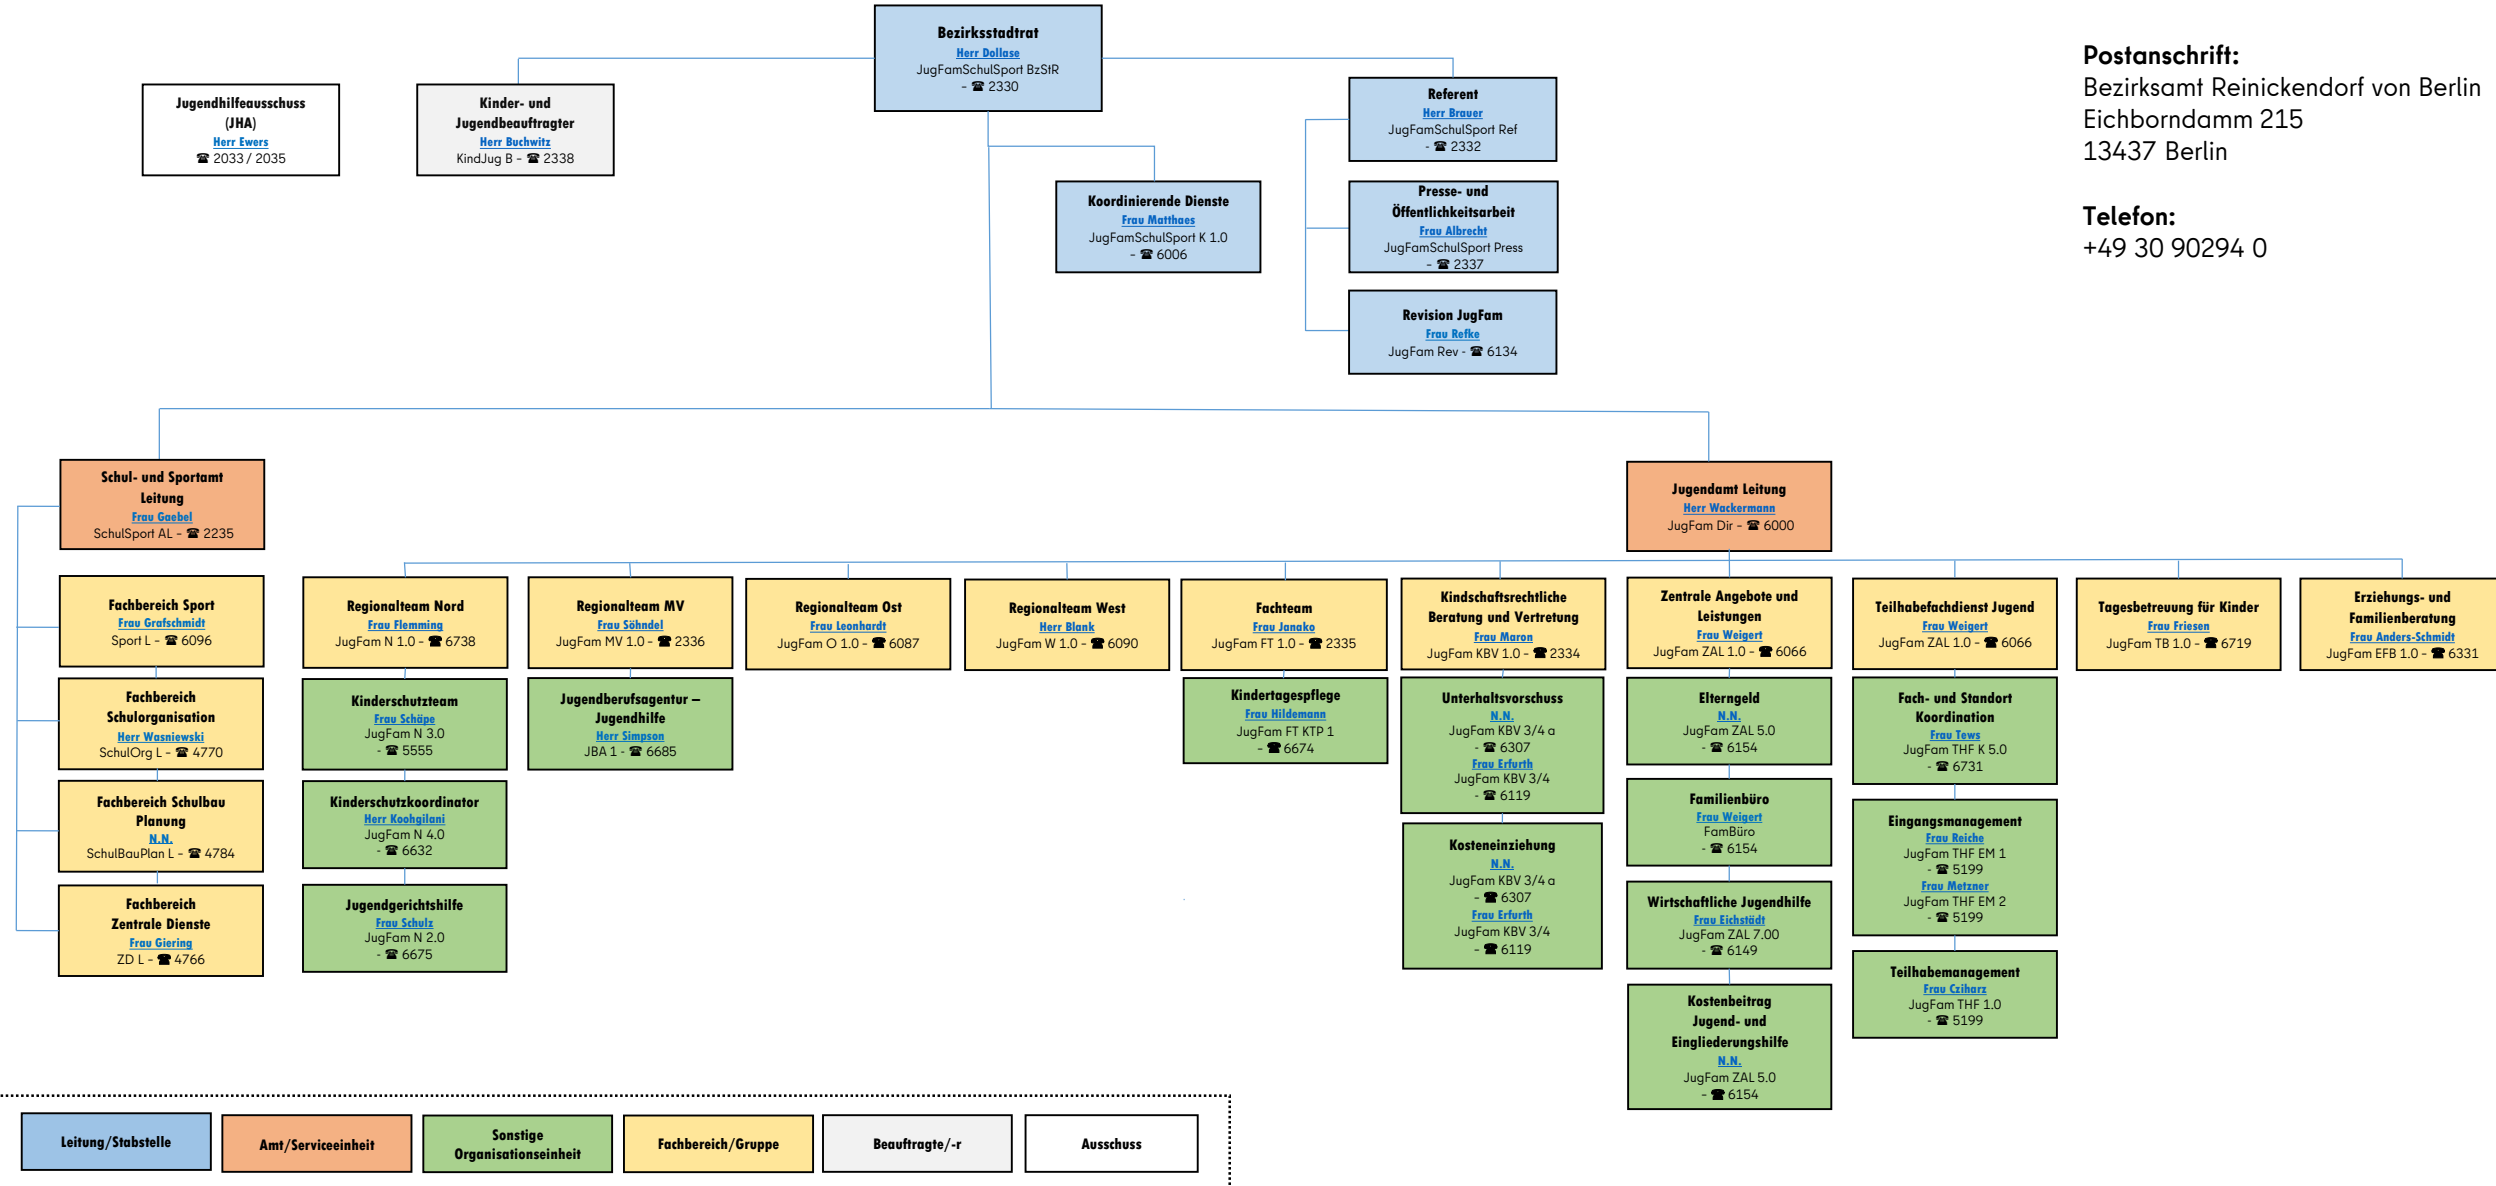 Bezirksstadtrat
Herr Dollase
JugFamSchulSport BzStR
- ☎ 2330
Postanschrift:
Bezirksamt Reinickendorf von Berlin
Eichborndamm 215
13437 Berlin
Telefon:
+49 30 90294 0
Jugendhilfeausschuss
(JHA)
Herr Ewers
☎ 2033 / 2035
Kinder- und
Jugendbeauftragter
Herr Buchwitz
KindJug B - ☎ 2338
Referent
Herr Brauer
JugFamSchulSport Ref
- ☎ 2332
Koordinierende Dienste
Frau Matthaes
JugFamSchulSport K 1.0
- ☎ 6006
Presse- und
Öffentlichkeitsarbeit
Frau Albrecht
JugFamSchulSport Press
- ☎ 2337
Revision JugFam
Frau Refke
JugFam Rev - ☎ 6134
Schul- und Sportamt
Leitung
Frau Gaebel
SchulSport AL - ☎ 2235
Jugendamt Leitung
Herr Wackermann
JugFam Dir - ☎ 6000
Fachbereich Sport
Frau Grafschmidt
Sport L - ☎ 6096
Fachbereich
Schulorganisation
Herr Wasniewski
SchulOrg L - ☎ 4770
Fachbereich Schulbau
Planung
N.N.
SchulBauPlan L - ☎ 4784
Fachbereich
Zentrale Dienste
Frau Giering
ZD L - ☎ 4766
Regionalteam Nord
Frau Flemming
JugFam N 1.0 - ☎ 6738
Kinderschutzteam
Frau Schäpe
JugFam N 3.0
- ☎ 5555
Kinderschutzkoordinator
Herr Koohgilani
JugFam N 4.0
- ☎ 6632
Jugendgerichtshilfe
Frau Schulz
JugFam N 2.0
- ☎ 6675
Regionalteam MV
Frau Söhndel
JugFam MV 1.0 - ☎ 2336
Jugendberufsagentur –
Jugendhilfe
Herr Simpson
JBA 1 - ☎ 6685
Regionalteam Ost
Frau Leonhardt
JugFam O 1.0 - ☎ 6087
Regionalteam West
Herr Blank
JugFam W 1.0 - ☎ 6090
Fachteam
Frau Janako
JugFam FT 1.0 - ☎ 2335
Kindertagespflege
Frau Hildemann
JugFam FT KTP 1
- ☎ 6674
Kindschaftsrechtliche
Beratung und Vertretung
Frau Maron
JugFam KBV 1.0 - ☎ 2334
Unterhaltsvorschuss
N.N.
JugFam KBV 3/4 a
- ☎ 6307
Frau Erfurth
JugFam KBV 3/4
- ☎ 6119
Kosteneinziehung
N.N.
JugFam KBV 3/4 a
- ☎ 6307
Frau Erfurth
JugFam KBV 3/4
- ☎ 6119
Zentrale Angebote und
Leistungen
Frau Weigert
JugFam ZAL 1.0 - ☎ 6066
Elterngeld
N.N.
JugFam ZAL 5.0
- ☎ 6154
Familienbüro
Frau Weigert
FamBüro
- ☎ 6154
Wirtschaftliche Jugendhilfe
Frau Eichstädt
JugFam ZAL 7.00
- ☎ 6149
Kostenbeitrag
Jugend- und
Eingliederungshilfe
N.N.
JugFam ZAL 5.0
- ☎ 6154
Teilhabefachdienst Jugend
Frau Weigert
JugFam ZAL 1.0 - ☎ 6066
Fach- und Standort
Koordination
Frau Tews
JugFam THF K 5.0
- ☎ 6731
Eingangsmanagement
Frau Reiche
JugFam THF EM 1
- ☎ 5199
Frau Metzner
JugFam THF EM 2
- ☎ 5199
Teilhabemanagement
Frau Cziharz
JugFam THF 1.0
- ☎ 5199
Tagesbetreuung für Kinder
Frau Friesen
JugFam TB 1.0 - ☎ 6719
Erziehungs- und
Familienberatung
Frau Anders-Schmidt
JugFam EFB 1.0 - ☎ 6331
Leitung/Stabstelle
Amt/Serviceeinheit
Sonstige
Organisationseinheit
Fachbereich/Gruppe
Beauftragte/-r
Ausschuss